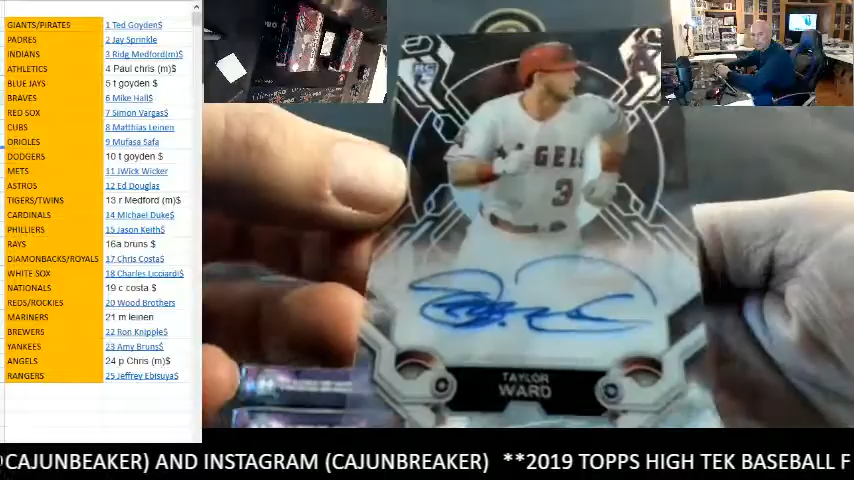 GIANTS/PIRATES 1 Ted Goyden$
PADRES 2 Jay Sprinkle
INDIANS 3 Ridg Medford(m)$
ATHLETICS 4 Paul chris (m)$
BLUE JAYS 5 t goyden $
BRAVES 6 Mike Hall$
RED SOX 7 Simon Vargas$
CUBS 8 Matthias Leinen
ORIOLES 9 Mufasa Safa
DODGERS 10 t goyden $
METS 11 JWick Wicker
ASTROS 12 Ed Douglas
TIGERS/TWINS 13 r Medford (m)$
CARDINALS 14 Michael Duke$
PHILLIERS 15 Jason Keith$
RAYS 16a bruns $
DIAMONBACKS/ROYALS 17 Chris Costa$
WHITE SOX 18 Charles Licciardi$
NATIONALS 19 c costa $
REDS/ROCKIES 20 Wood Brothers
MARINERS 21 m leinen
BREWERS 22 Ron Knipple$
YANKEES 23 Amy Bruns$
ANGELS 24 p Chris (m)$
RANGERS 25 Jeffrey Ebisuya$
ANGELS
3
TAYLOR
WARD
CAJUNBEAKER) AND INSTAGRAM (CAJUNBREAKER) **2019 TOPPS HIGH TEK BASEBALL F